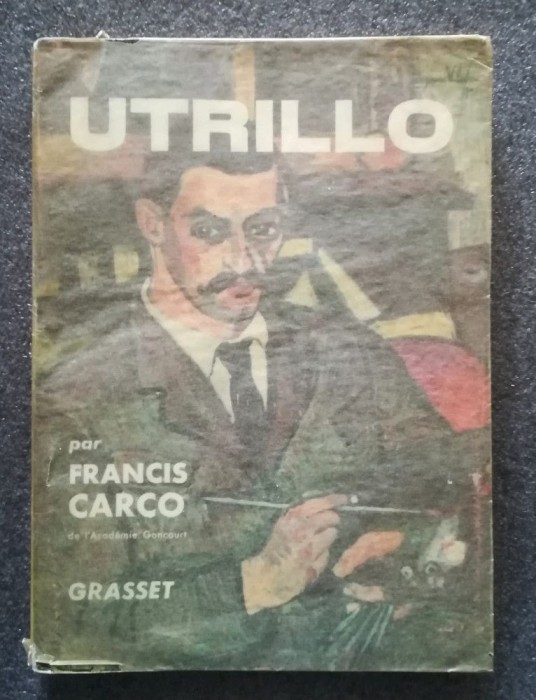 UTRILLO
par
FRANCIS
CARCO
de l'Académie Goncourt
GRASSET